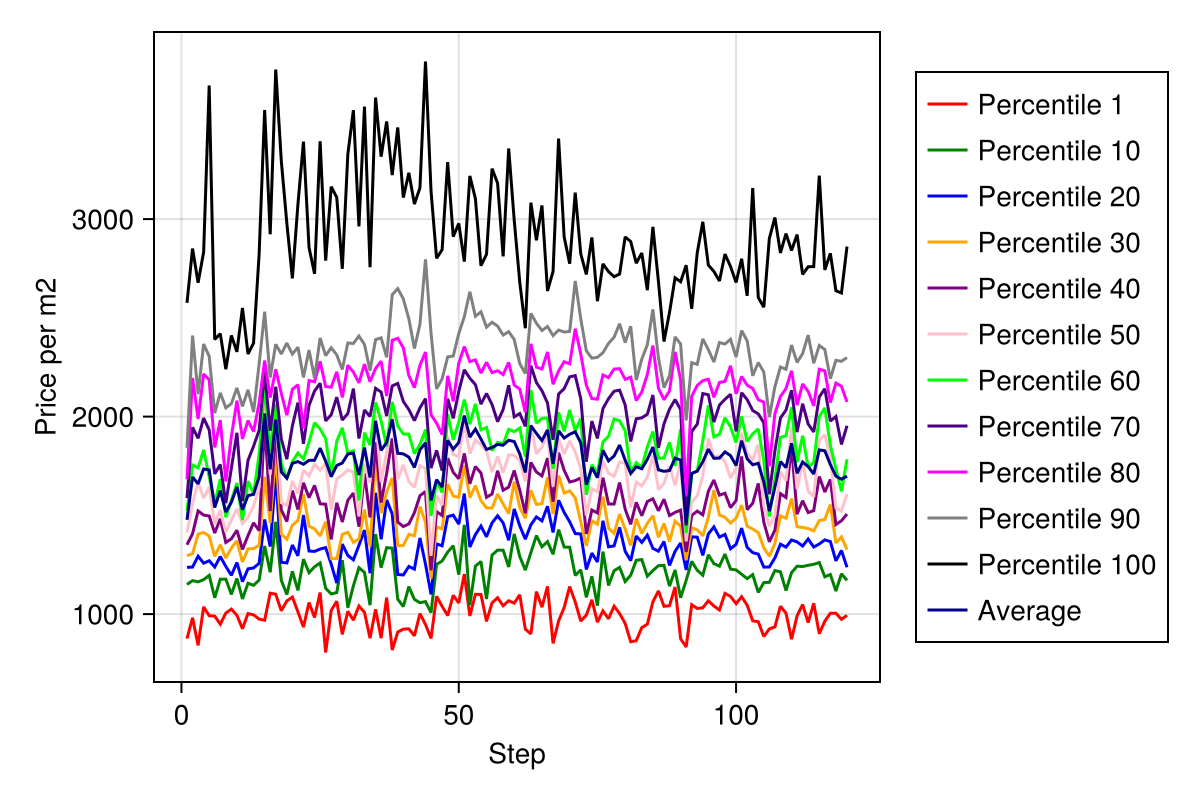 Price per m2
3000
2000
1000
0
50
100
Step
Percentile 1
Percentile 10
Percentile 20
Percentile 30
Percentile 40
Percentile 50
Percentile 60
Percentile 70
Percentile 80
Percentile 90
Percentile 100
Average